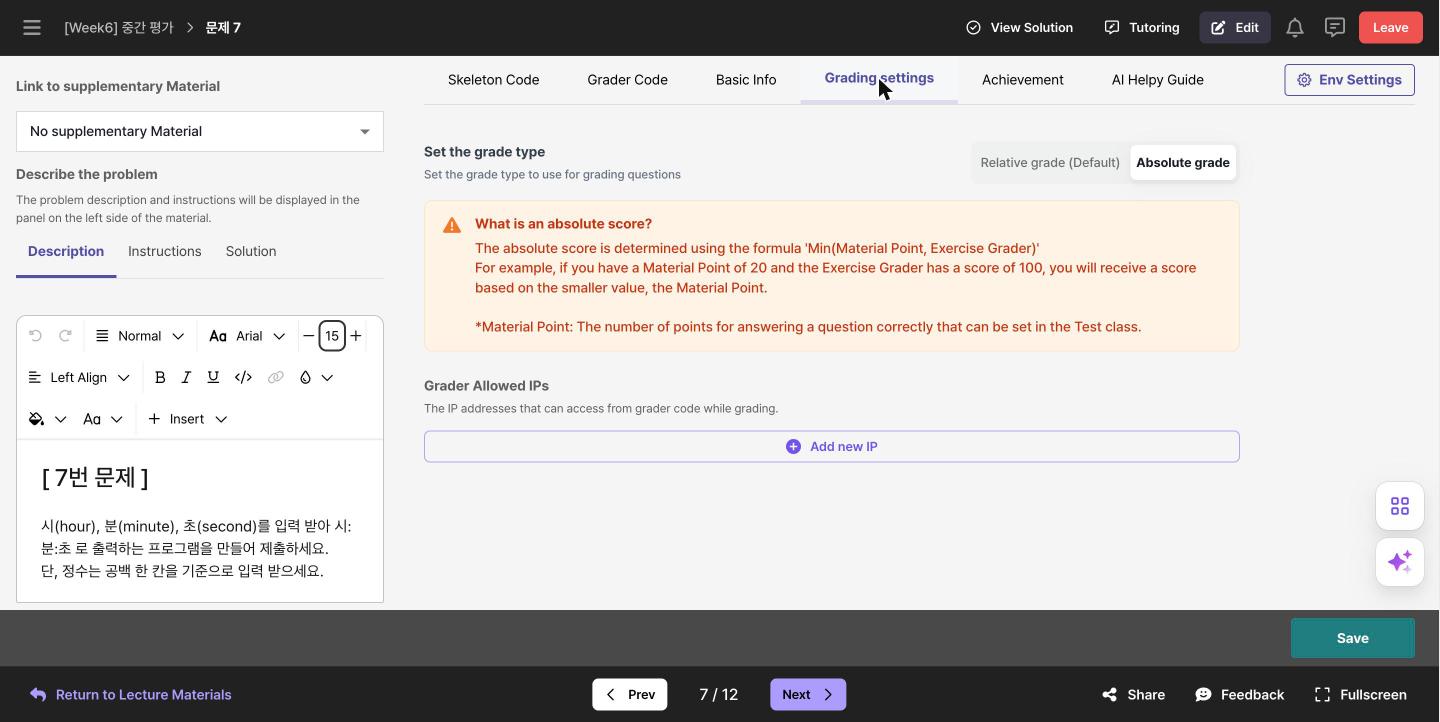 [Week6] 중간 평가 > 문제 7
View Solution
Tutoring
Edit
Leave
Link to supplementary Material
No supplementary Material
Describe the problem
The problem description and instructions will be displayed in the
panel on the left side of the material.
Description Instructions Solution
Normal Aa Arial 15
Left Align B I U </>
Aa + Insert
[ 7번 문제 ]
시(hour), 분(minute), 초(second)를 입력 받아 시:
분:초 로 출력하는 프로그램을 만들어 제출하세요.
단, 정수는 공백 한 칸을 기준으로 입력 받으세요.
Skeleton Code Grader Code Basic Info Grading settings Achievement AI Helpy Guide
Env Settings
Set the grade type
Set the grade type to use for grading questions
Relative grade (Default) Absolute grade
What is an absolute score?
The absolute score is determined using the formula 'Min(Material Point, Exercise Grader)'
For example, if you have a Material Point of 20 and the Exercise Grader has a score of 100, you will receive a score
based on the smaller value, the Material Point.
*Material Point: The number of points for answering a question correctly that can be set in the Test class.
Grader Allowed IPs
The IP addresses that can access from grader code while grading.
Add new IP
Save
Return to Lecture Materials
Prev
7 / 12
Next
Share
Feedback
Fullscreen